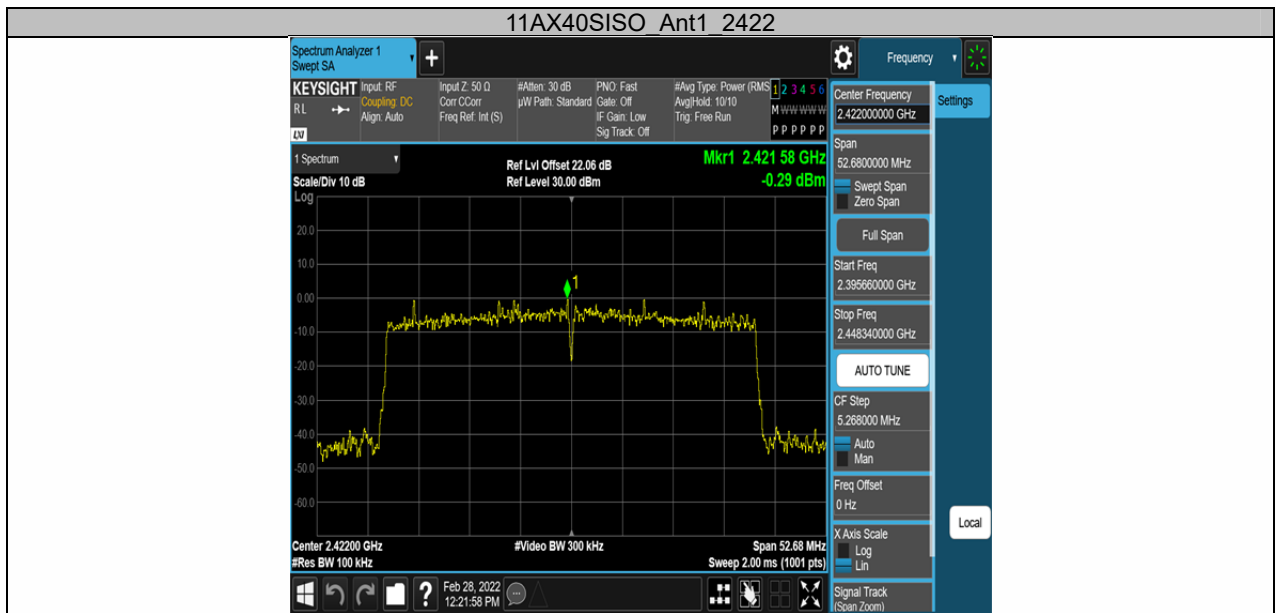 11AX40SISO_Ant1_2422
Spectrum Analyzer 1
Swept SA
+
Frequency
KEYSIGHT
RL
LXI
Input: RF
Coupling: DC
Align: Auto
Input Z: 50 Ω
Corr CCorr
Freq Ref: Int (S)
#Atten: 30 dB
µW Path: Standard
PNO: Fast
Gate: Off
IF Gain: Low
Sig Track: Off
#Avg Type: Power (RMS
Avg|Hold: 10/10
Trig: Free Run
1 2 3 4 5 6
M W W W W W
P P P P P P
1 Spectrum
Scale/Div 10 dB
Log
Ref Lvl Offset 22.06 dB
Ref Level 30.00 dBm
Mkr1 2.421 58 GHz
-0.29 dBm
20.0
10.0
0.00
-10.0
-20.0
-30.0
-40.0
-50.0
-60.0
1
Center 2.42200 GHz
#Res BW 100 kHz
#Video BW 300 kHz
Span 52.68 MHz
Sweep 2.00 ms (1001 pts)
?
Feb 28, 2022
12:21:58 PM
Center Frequency
2.422000000 GHz
Span
52.6800000 MHz
Swept Span
Zero Span
Full Span
Start Freq
2.395660000 GHz
Stop Freq
2.448340000 GHz
AUTO TUNE
CF Step
5.268000 MHz
Auto
Man
Freq Offset
0 Hz
X Axis Scale
Log
Lin
Signal Track
(Span Zoom)
Settings
Local